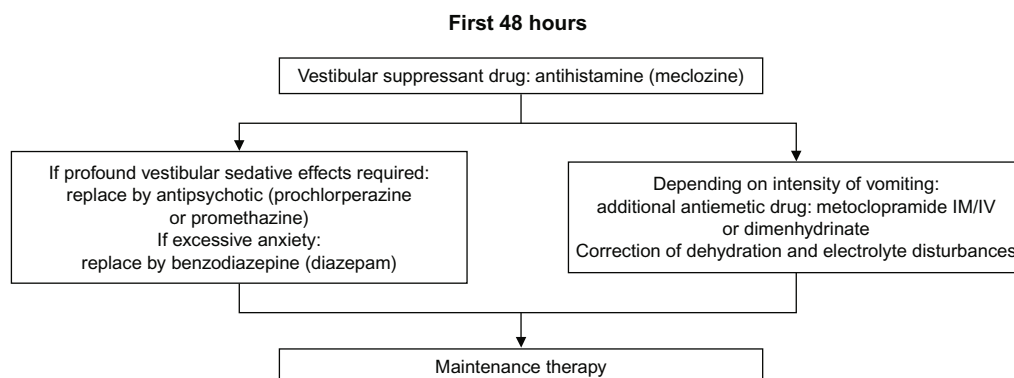 First 48 hours
Vestibular suppressant drug: antihistamine (meclozine)
If profound vestibular sedative effects required:
replace by antipsychotic (prochlorperazine
or promethazine)
If excessive anxiety:
replace by benzodiazepine (diazepam)
Depending on intensity of vomiting:
additional antiemetic drug: metoclopramide IM/IV
or dimenhydrinate
Correction of dehydration and electrolyte disturbances
Maintenance therapy